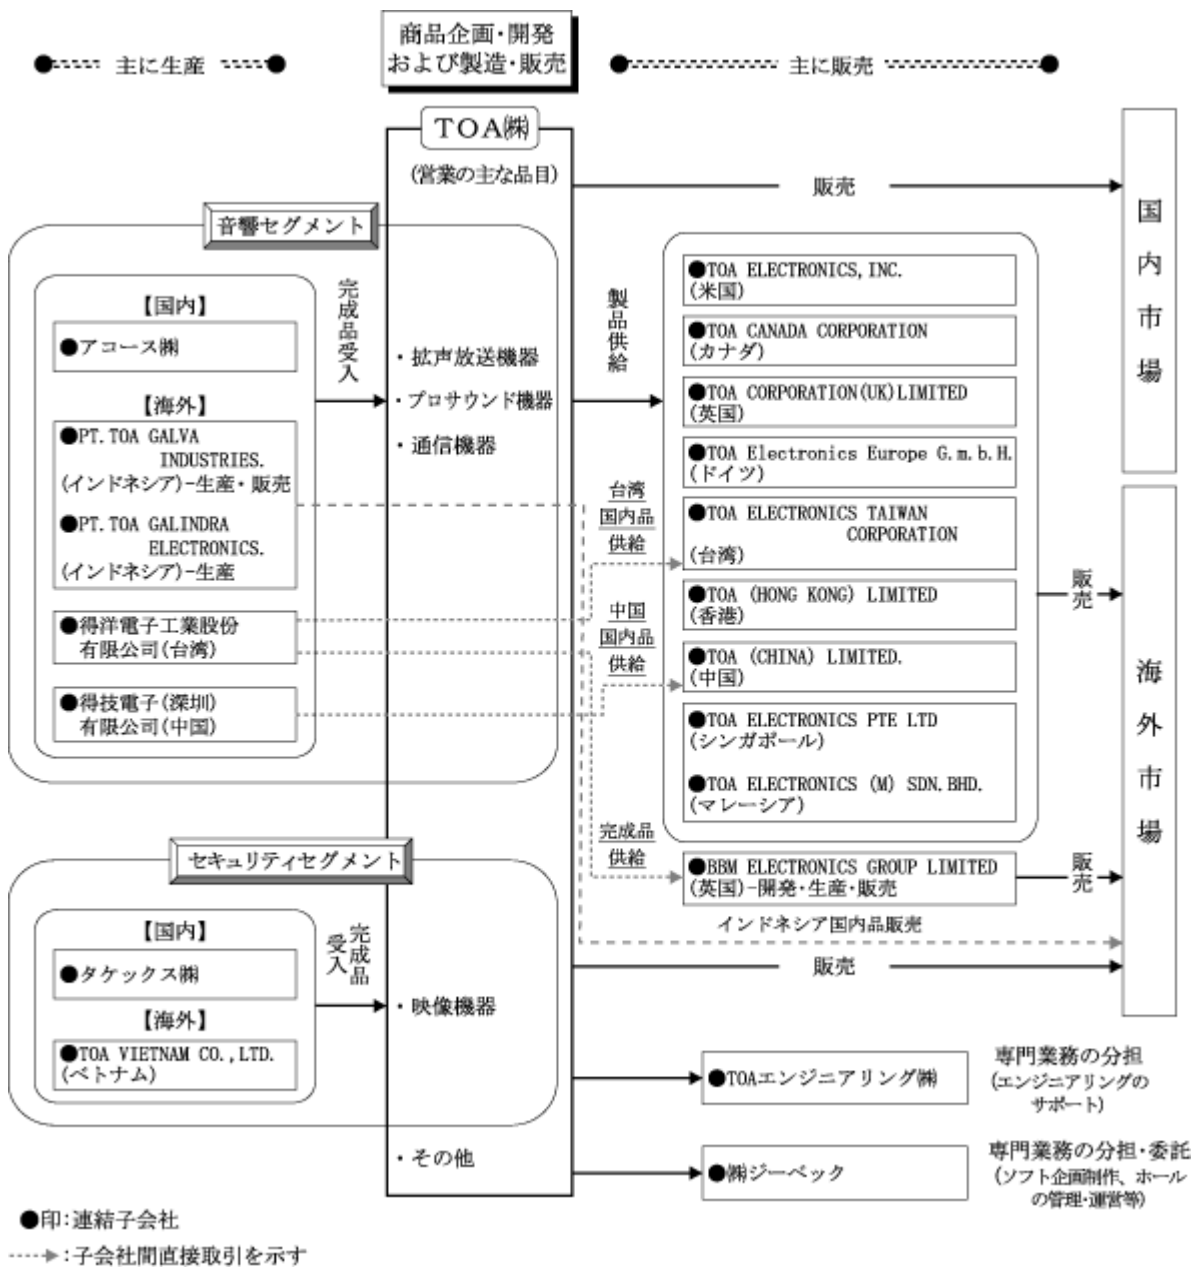 主に生産
商品企画・開発
および製造・販売
主に販売
TOA㈱
(営業の主な品目)
販売
国内市場
音響セグメント
【国内】
●アコース㈱
【海外】
●PT.TOA GALVA
INDUSTRIES.
(インドネシア)-生産・販売
●PT.TOA GALINDRA
ELECTRONICS.
(インドネシア)-生産
●得洋電子工業股份
有限公司(台湾)
●得技電子(深圳)
有限公司(中国)
完成品受入
・拡声放送機器
・プロサウンド機器
・通信機器
製品供給
●TOA ELECTRONICS,INC.
(米国)
●TOA CANADA CORPORATION
(カナダ)
●TOA CORPORATION(UK)LIMITED
(英国)
●TOA Electronics Europe G.m.b.H.
(ドイツ)
台湾
国内品
供給
●TOA ELECTRONICS TAIWAN
CORPORATION
(台湾)
●TOA (HONG KONG) LIMITED
(香港)
中国
国内品
供給
●TOA (CHINA) LIMITED.
(中国)
●TOA ELECTRONICS PTE LTD
(シンガポール)
●TOA ELECTRONICS (M) SDN.BHD.
(マレーシア)
販売
海外市場
完成品
供給
●BBM ELECTRONICS GROUP LIMITED
(英国)-開発・生産・販売
販売
インドネシア国内品販売
販売
セキュリティセグメント
【国内】
●タケックス㈱
【海外】
●TOA VIETNAM CO.,LTD.
(ベトナム)
完成品
受入
・映像機器
●TOAエンジニアリング㈱
専門業務の分担
(エンジニアリングの
サポート)
・その他
●㈱ジーベック
専門業務の分担・委託
(ソフト企画制作、ホール
の管理・運営等)
●印:連結子会社
:子会社間直接取引を示す